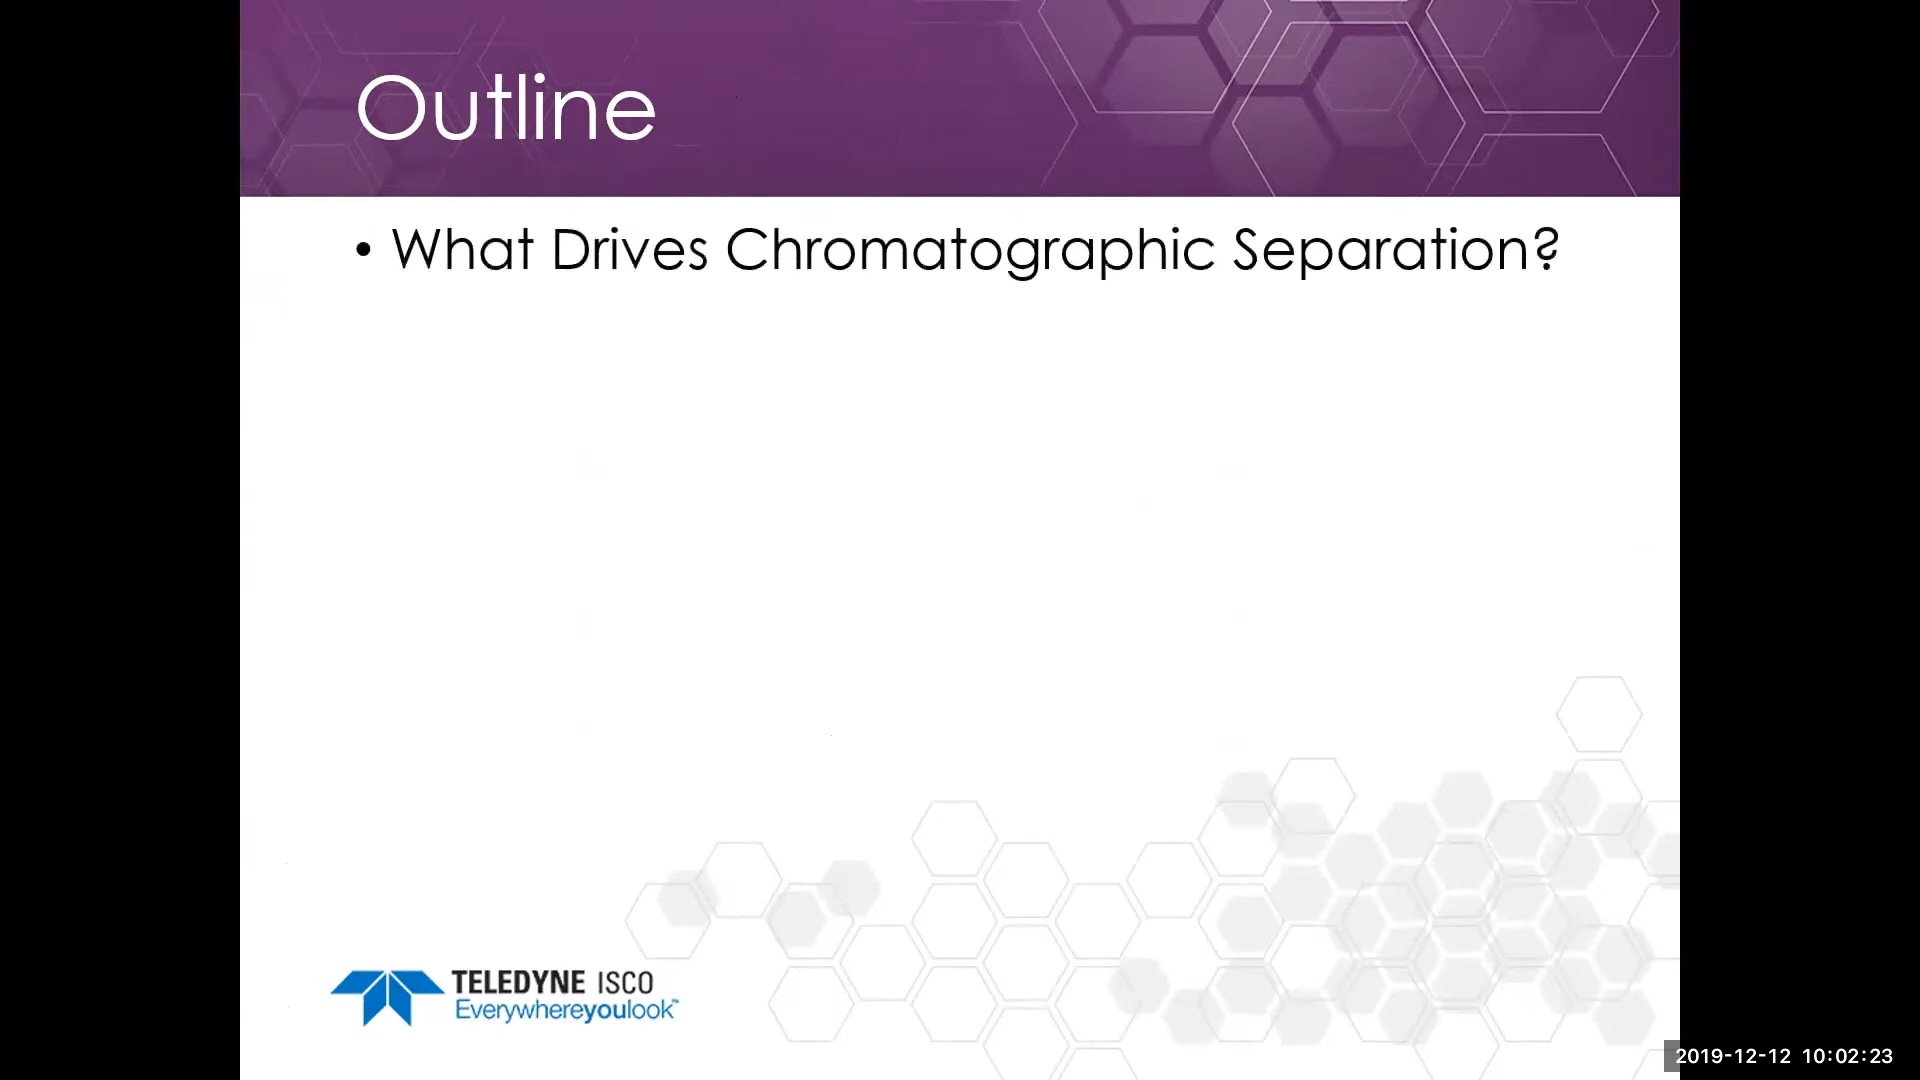 Outline
• What Drives Chromatographic Separation?
TELEDYNE ISCO
Everywhereyoulook™
2019-12-12 10:02:23